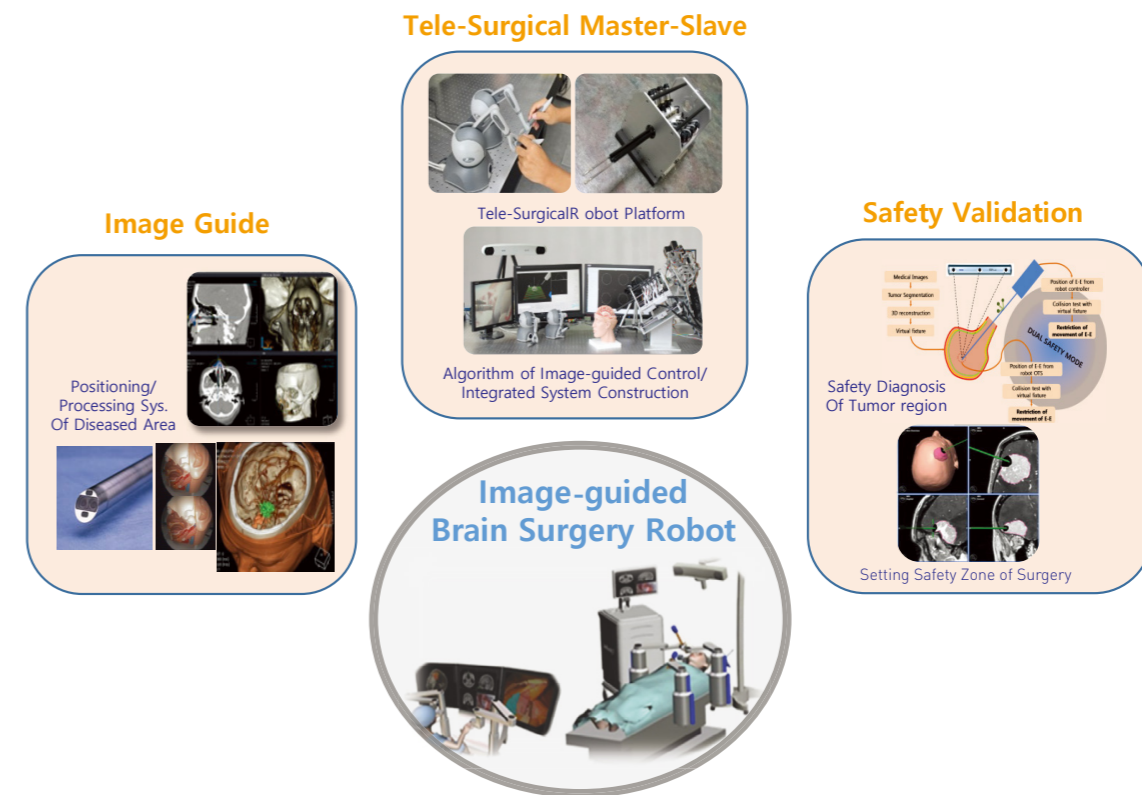 Tele-Surgical Master-Slave
Tele-SurgicalR obot Platform
Algorithm of Image-guided Control/
Integrated System Construction
Image Guide
Positioning/
Processing Sys.
Of Diseased Area
Safety Validation
Medical Images
Tumor Segmentation
3D reconstruction
Virtual fixture
Position of E-E from
robot controller
Collision test with
virtual fixture
Restriction of
movement of E-E
DUAL SAFETY MODE
Position of E-E from
robot OTS
Collision test with
virtual fixture
Restriction of
movement of E-E
Safety Diagnosis
Of Tumor region
Setting Safety Zone of Surgery
Image-guided
Brain Surgery Robot